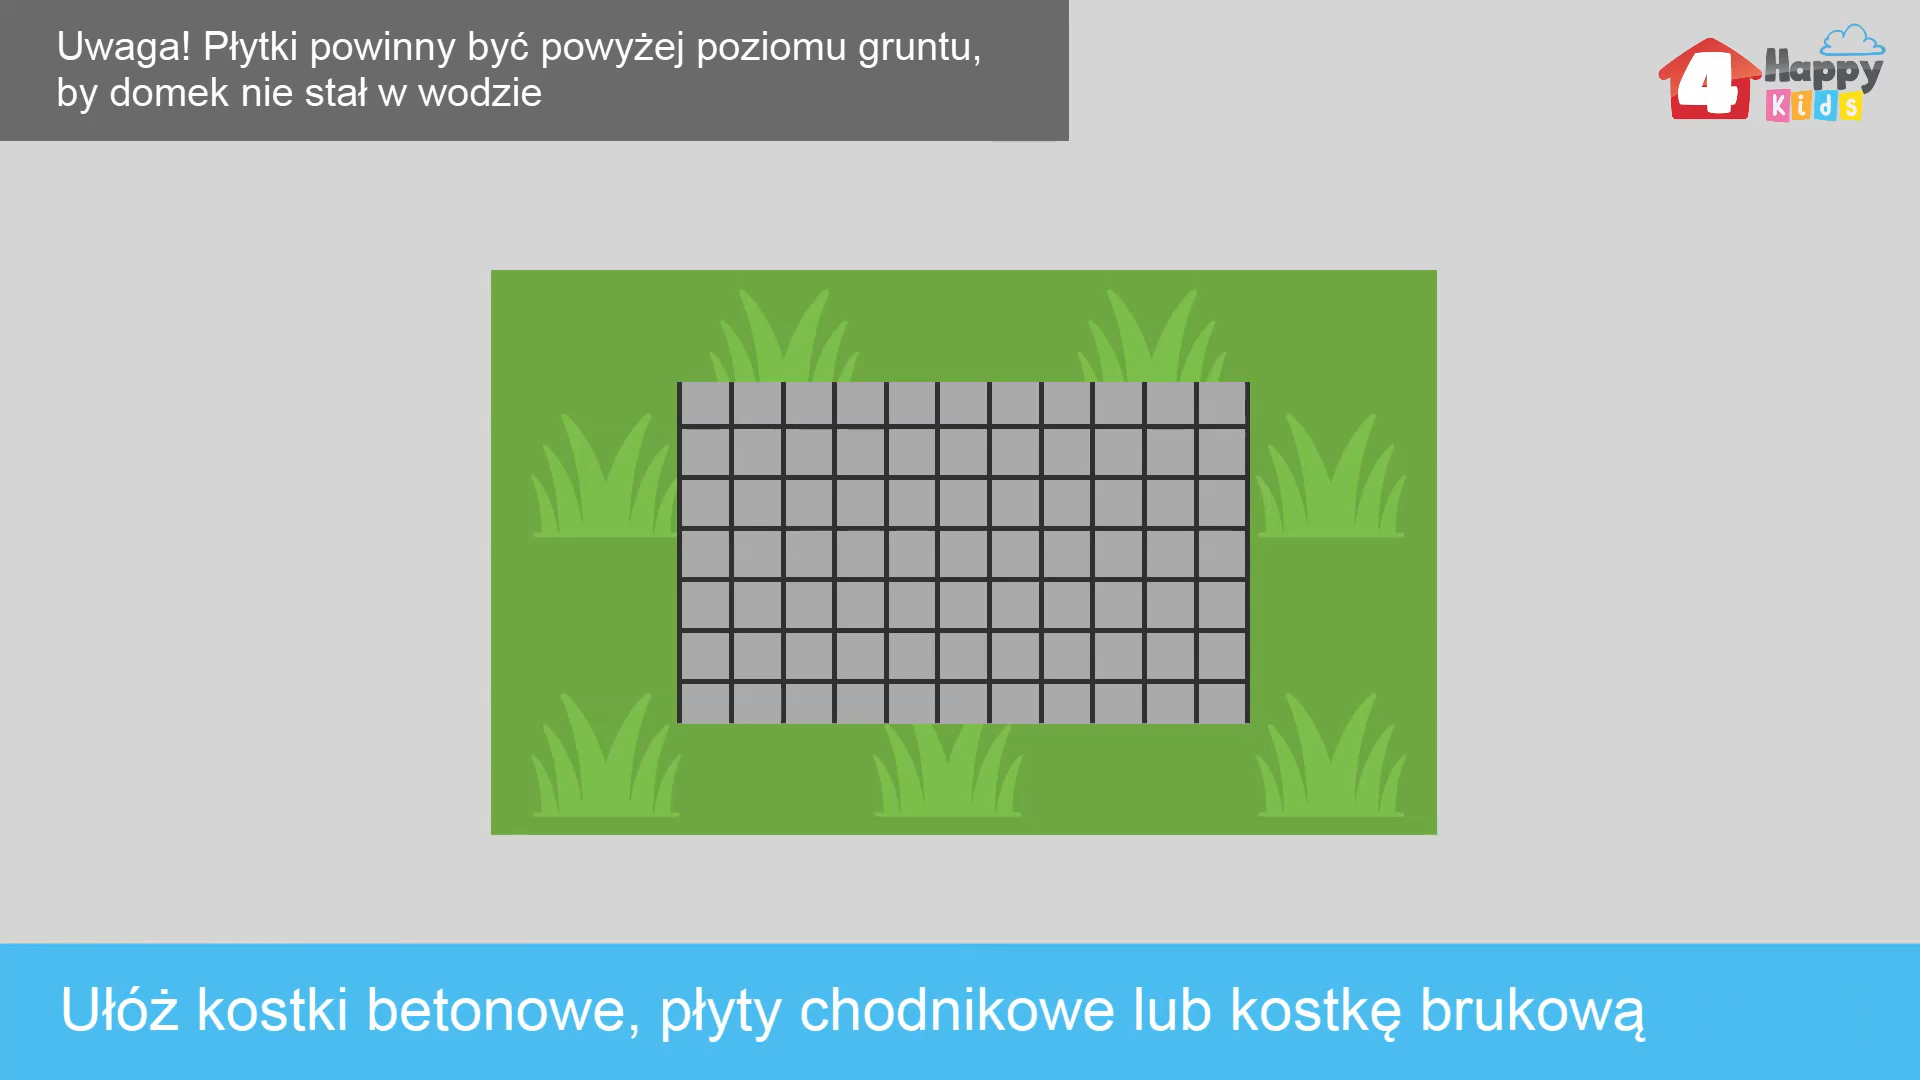 Uwaga! Płytki powinny być powyżej poziomu gruntu,
by domek nie stał w wodzie
4 Happy
Kids
Ułóż kostki betonowe, płyty chodnikowe lub kostkę brukową